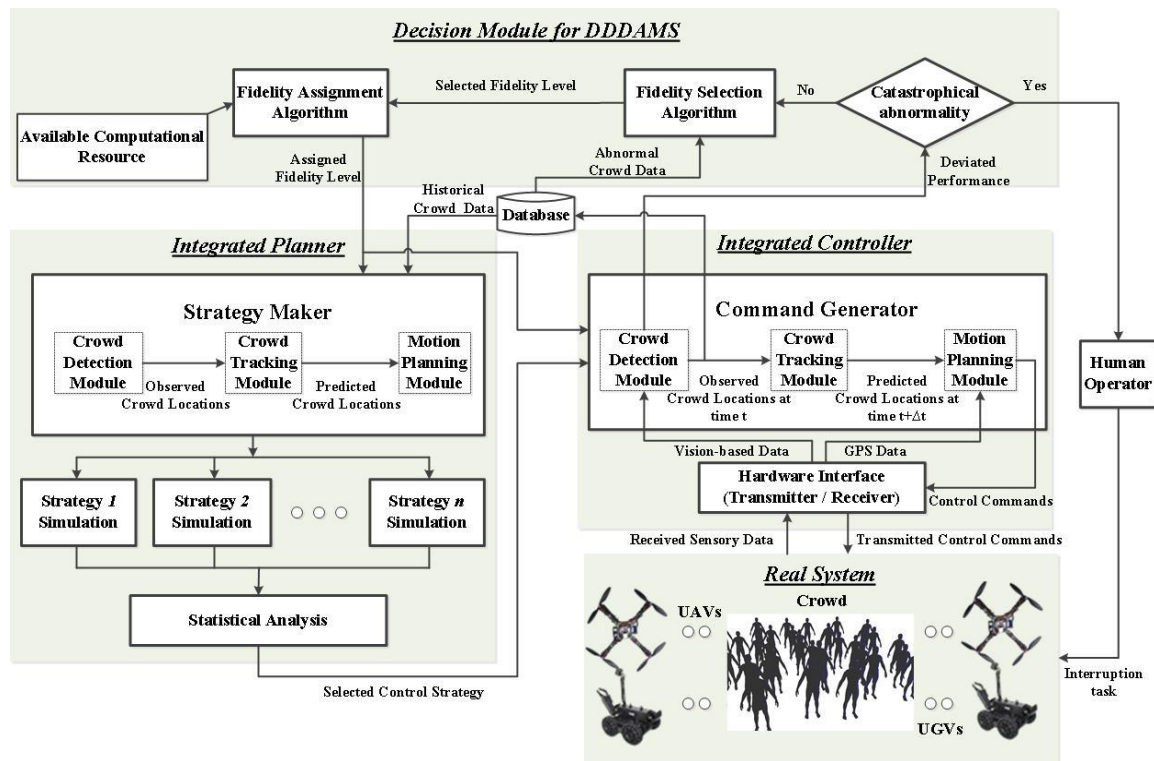 Decision Module for DDDAMS
Fidelity Assignment
Algorithm
Selected Fidelity Level
Fidelity Selection
Algorithm
No
Catastrophical
abnormality
Yes
Available Computational
Resource
Assigned
Fidelity Level
Abnormal
Crowd Data
Deviated
Performance
Historical
Crowd Data
Database
Integrated Planner
Strategy Maker
Crowd
Detection
Module
Observed
Crowd Locations
Crowd
Tracking
Module
Predicted
Crowd Locations
Motion
Planning
Module
Strategy 1
Simulation
Strategy 2
Simulation
Strategy n
Simulation
Statistical Analysis
Selected Control Strategy
Integrated Controller
Command Generator
Crowd
Detection
Module
Observed
Crowd Locations at
time t
Crowd
Tracking
Module
Predicted
Crowd Locations at
time t+Δt
Motion
Planning
Module
Human
Operator
Vision-based Data
GPS Data
Hardware Interface
(Transmitter / Receiver)
Control Commands
Received Sensory Data
Transmitted Control Commands
Real System
UAVs
Crowd
UGVs
Interruption
task